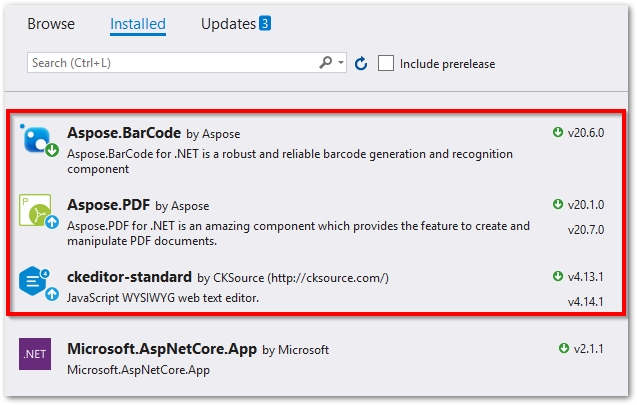 Browse Installed Updates 3
Search (Ctrl+L) Include prerelease
Aspose.BarCode by Aspose v20.6.0
Aspose.BarCode for .NET is a robust and reliable barcode generation and recognition
component
Aspose.PDF by Aspose v20.1.0
P
Aspose.PDF for .NET is an amazing component which provides the feature to create and v20.7.0
manipulate PDF documents.
4
ckeditor-standard by CKSource (http://cksource.com/) v4.13.1
JavaScript WYSIWYG web text editor. v4.14.1
.NET
Microsoft.AspNetCore.App by Microsoft v2.1.1
Microsoft.AspNetCore.App